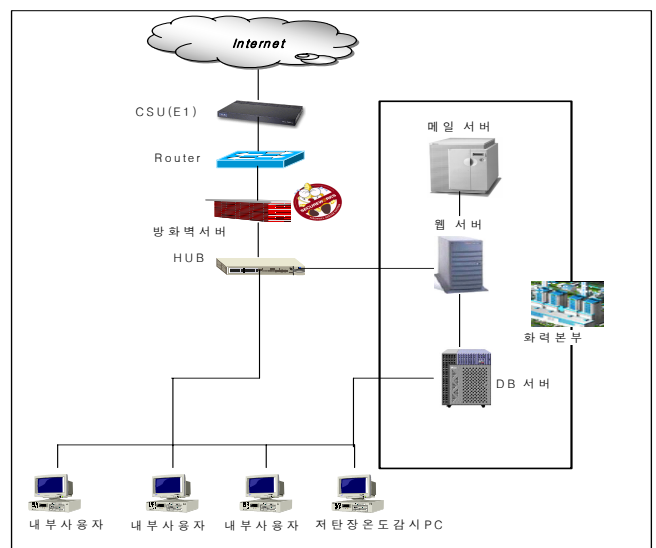 Internet
CSU(E1)
메일 서버
Router
방화벽서버
웹 서버
HUB
화력본부
DB 서버
내부사용자
내부사용자
내부사용자
저탄장온도감시PC